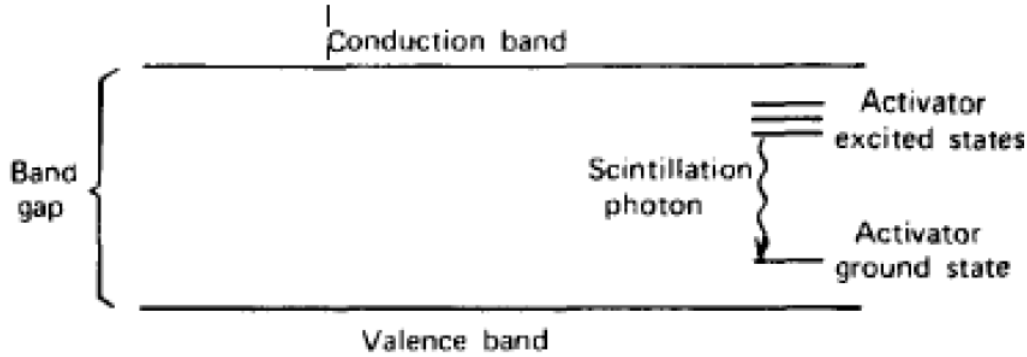 Conduction band
Activator
excited states
Band
gap
Scintillation
photon
Activator
ground state
Valence band